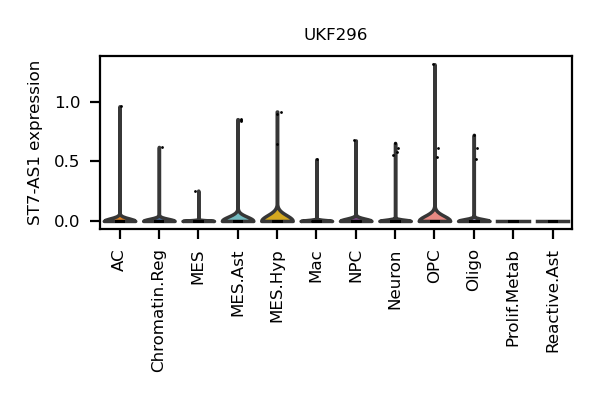 UKF296
ST7-AS1 expression
1.0
0.5
0.0
AC
Chromatin.Reg
MES
MES.Ast
MES.Hyp
Mac
NPC
Neuron
OPC
Oligo
Prolif.Metab
Reactive.Ast